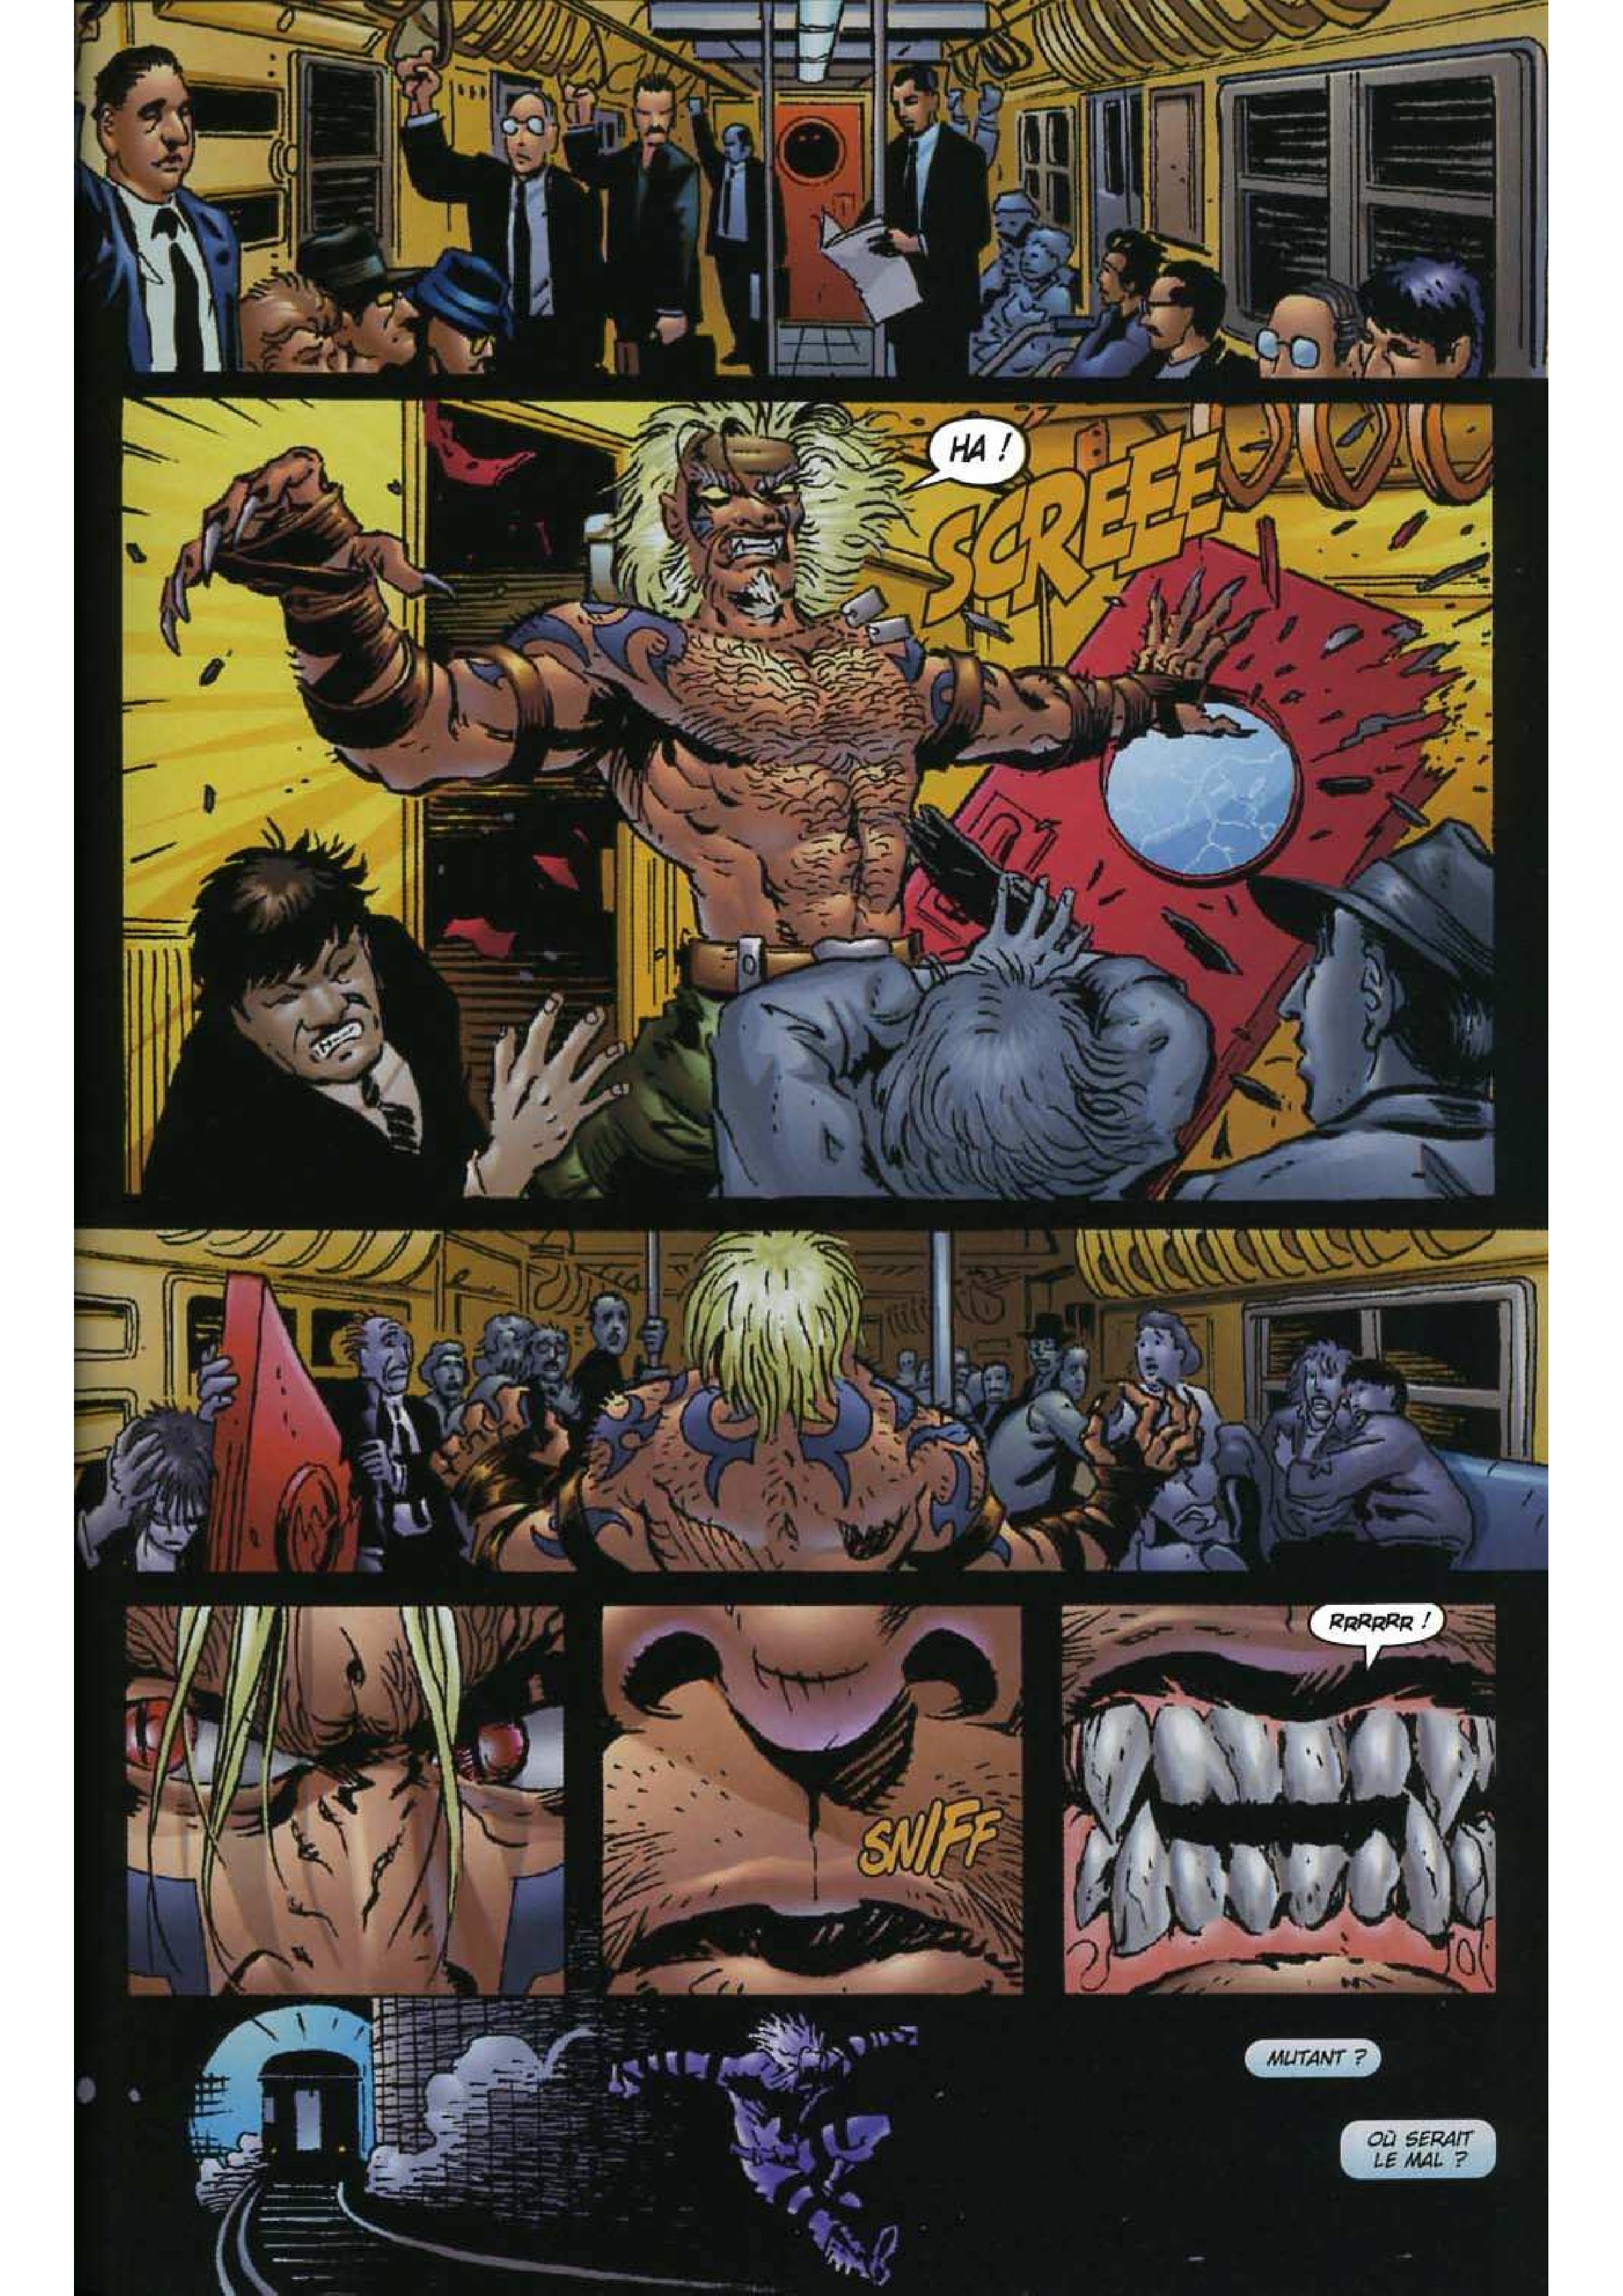 HA !
SCREEE
SNIFF
RRRRRR !
MUTANT ?
OÙ SERAIT
LE MAL ?